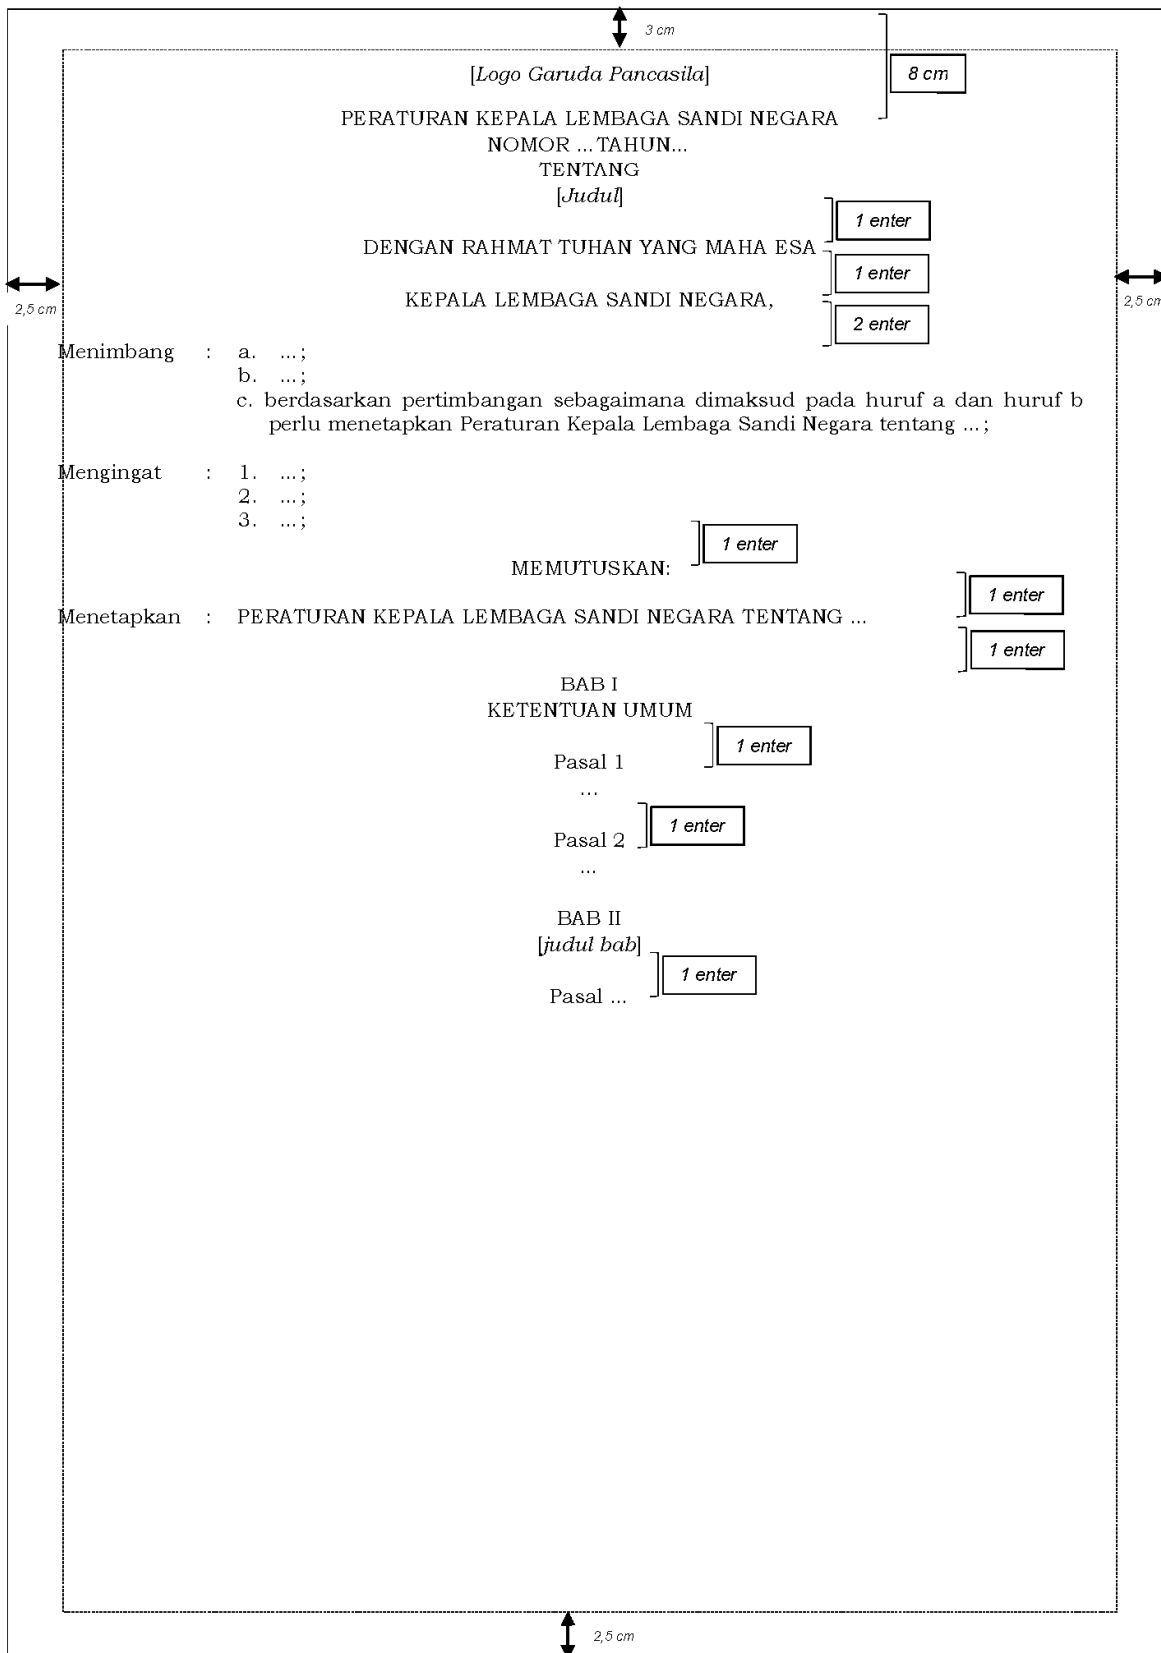 3 cm
[Logo Garuda Pancasila]
8 cm
PERATURAN KEPALA LEMBAGA SANDI NEGARA
NOMOR ... TAHUN...
TENTANG
[Judul]
1 enter
DENGAN RAHMAT TUHAN YANG MAHA ESA
1 enter
KEPALA LEMBAGA SANDI NEGARA,
2,5 cm
2,5 cm
2 enter
Menimbang : a. ...;
b. ...;
c. berdasarkan pertimbangan sebagaimana dimaksud pada huruf a dan huruf b
perlu menetapkan Peraturan Kepala Lembaga Sandi Negara tentang ...;
Mengingat : 1. ...;
2. ...;
3. ...;
1 enter
MEMUTUSKAN:
1 enter
Menetapkan : PERATURAN KEPALA LEMBAGA SANDI NEGARA TENTANG ...
1 enter
BAB I
KETENTUAN UMUM
1 enter
Pasal 1
...
1 enter
Pasal 2
...
BAB II
[judul bab]
1 enter
Pasal ...
2,5 cm